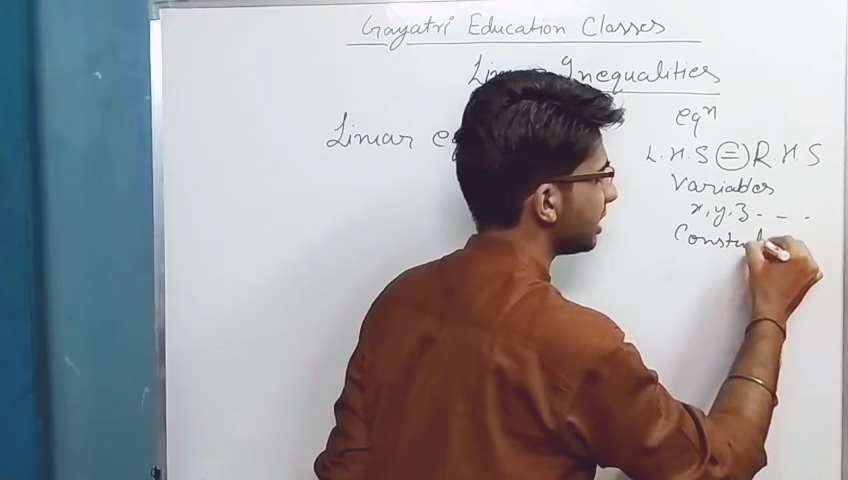 Gayatri Education Classes
Inequalities
Linear
eqⁿ
L.H.S = R.H.S
Variables
x, y, z - - -